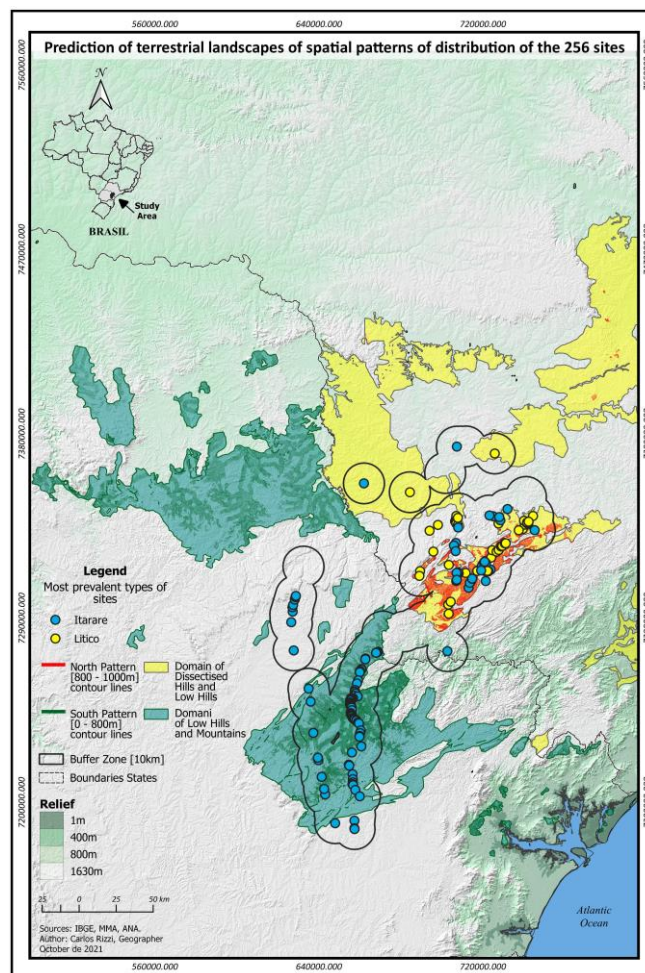 560000.000 640000.000 720000.000
Prediction of terrestrial landscapes of spatial patterns of distribution of the 256 sites
7560000.000
N
Study
Area
BRASIL
7470000.000
7380000.000
7290000.000
7200000.000
Legend
Most prevalent types of
sites
Itarare
Litico
North Pattern
[800 - 1000m]
contour lines
Domain of
Dissectised
Hills and
Low Hills
South Pattern
[0 - 800m]
contour lines
Domani
of Low Hills
and Mountains
Buffer Zone [10km]
Boundaries States
Relief
1m
400m
800m
1630m
25 0 25 50 km
Sources: IBGE, MMA, ANA.
Author: Carlos Rizzi, Geographer
October de 2021
Atlantic
Ocean
560000.000 640000.000 720000.000